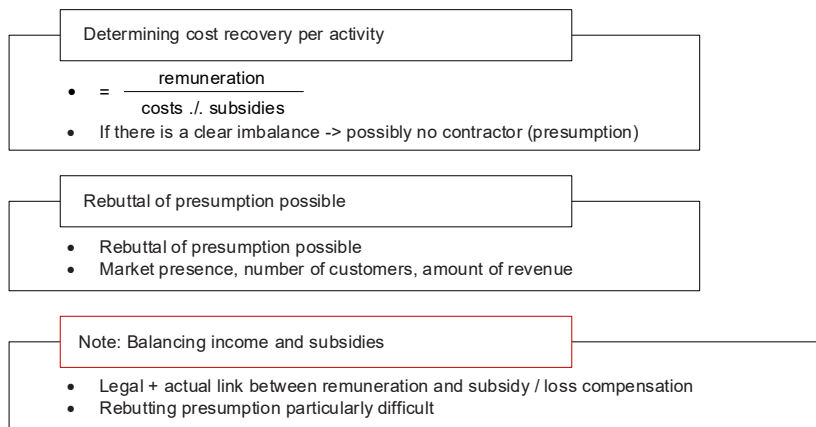 Determining cost recovery per activity
• = remuneration
costs ./. subsidies
• If there is a clear imbalance -> possibly no contractor (presumption)
Rebuttal of presumption possible
• Rebuttal of presumption possible
• Market presence, number of customers, amount of revenue
Note: Balancing income and subsidies
• Legal + actual link between remuneration and subsidy / loss compensation
• Rebutting presumption particularly difficult